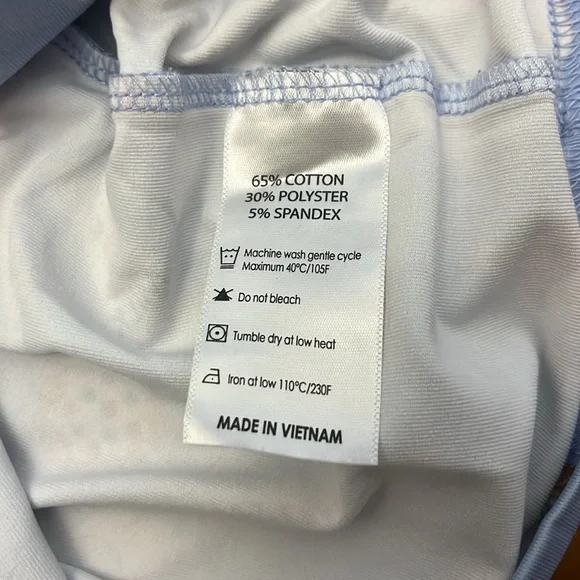 65% COTTON
30% POLYSTER
5% SPANDEX
Machine wash gentle cycle
Maximum 40°C/105F
Do not bleach
Tumble dry at low heat
Iron at low 110°C/230F
MADE IN VIETNAM